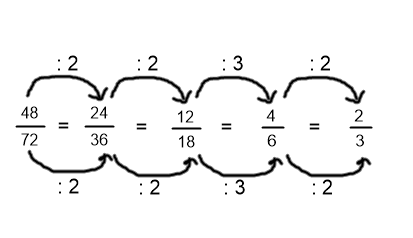 : 2 : 2 : 3 : 2
48/72 = 24/36 = 12/18 = 4/6 = 2/3
: 2 : 2 : 3 : 2